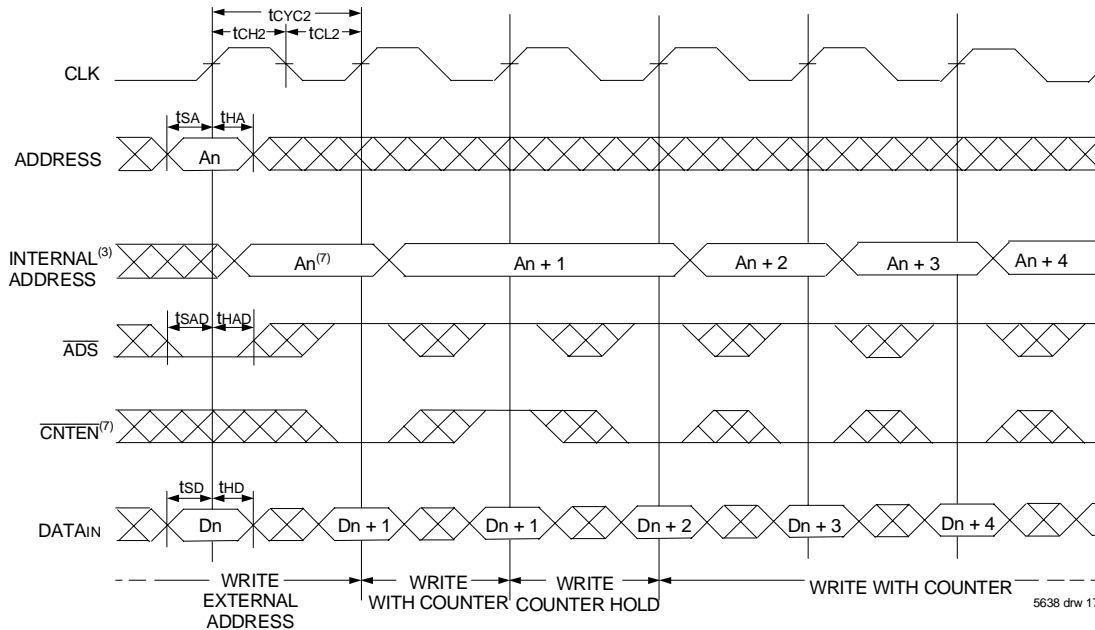 tCYC2
tCH2 tCL2
CLK
tSA tHA
ADDRESS An
INTERNAL(3)
ADDRESS
An(7) An + 1 An + 2 An + 3 An + 4
tSAD tHAD
ADS
CNTEN(7)
tSD tHD
DATAIN Dn Dn + 1 Dn + 1 Dn + 2 Dn + 3 Dn + 4
WRITE
EXTERNAL
ADDRESS
WRITE
WITH COUNTER
WRITE
COUNTER HOLD
WRITE WITH COUNTER
5638 drw 17